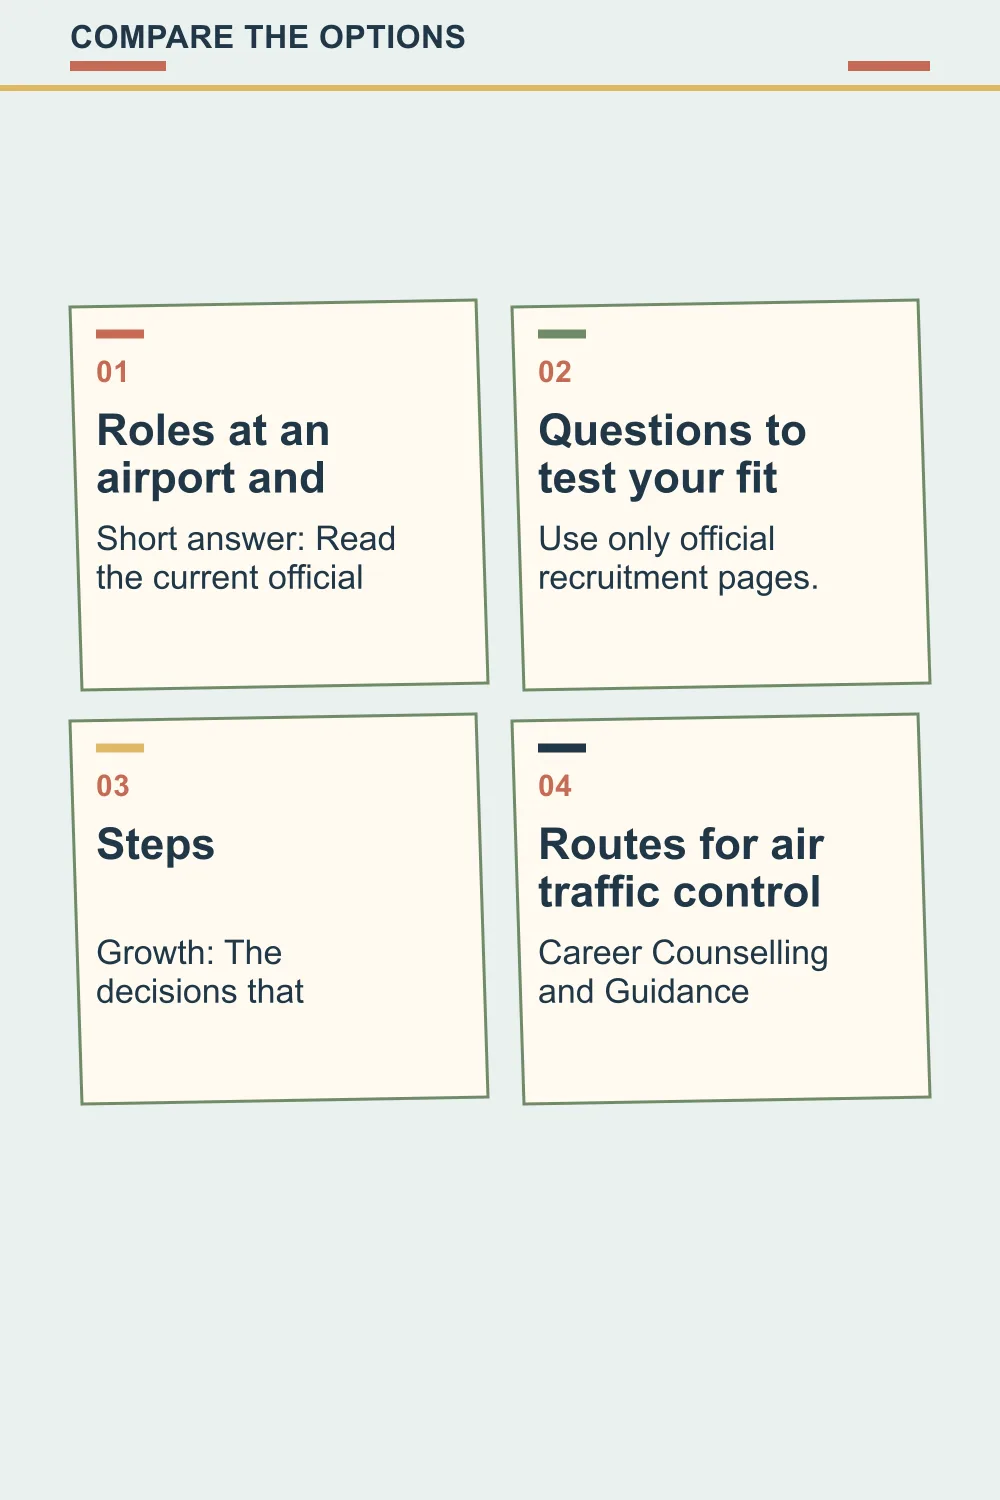 COMPARE THE OPTIONS
01
Roles at an
airport and
Short answer: Read
the current official
02
Questions to
test your fit
Use only official
recruitment pages.
03
Steps
Growth: The
decisions that
04
Routes for air
traffic control
Career Counselling
and Guidance